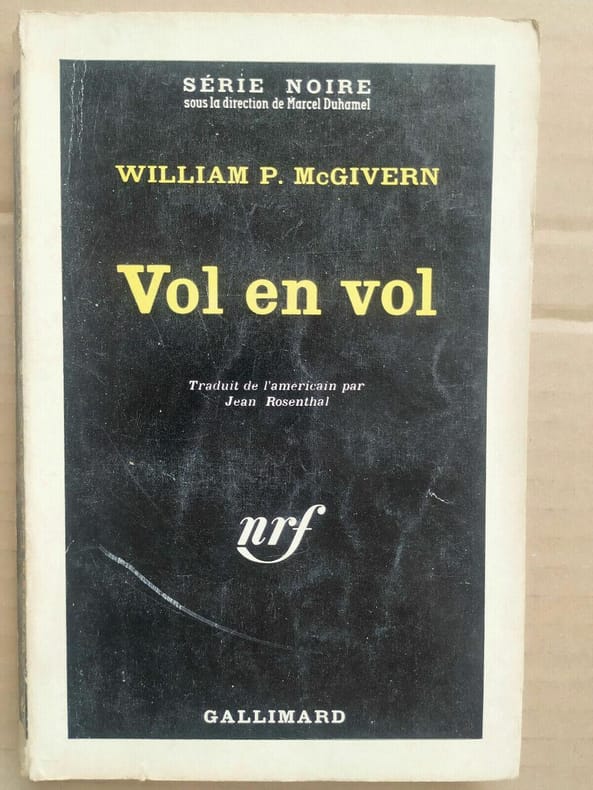 SÉRIE NOIRE
sous la direction de Marcel Duhamel
WILLIAM P. McGIVERN
Vol en vol
Traduit de l'américain par
Jean Rosenthal
nrf
GALLIMARD